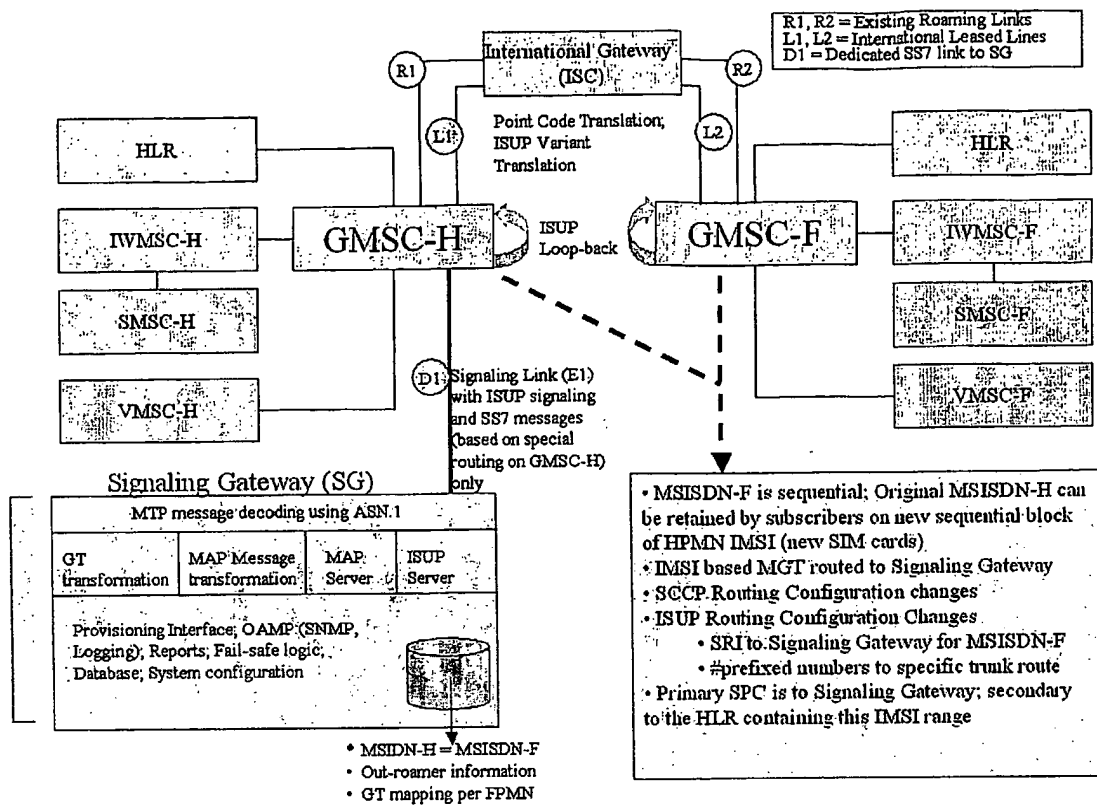 R1, R2 = Existing Roaming Links
L1, L2 = International Leased Lines
D1 = Dedicated SS7 link to SG
International Gateway
(ISC)
R1
R2
L1
L2
Point Code Translation;
ISUP Variant
Translation
HLR
HLR
GMSC-H
ISUP
Loop-back
GMSC-F
IWMSC-H
IWMSC-F
SMSC-H
SMSC-F
VMSC-H
VMSC-F
D1
Signaling Link (E1)
with ISUP signaling
and SS7 messages
(based on special
routing on GMSC-H)
only
Signaling Gateway (SG)
MTP message decoding using ASN.1
GT
transformation
MAP Message
transformation
MAP
Server
ISUP
Server
Provisioning Interface; OAMP (SNMP,
Logging); Reports; Fail-safe logic;
Database; System configuration
• MSIDN-H = MSISDN-F
• Out-roamer information
• GT mapping per FPMN
• MSISDN-F is sequential; Original MSISDN-H can
be retained by subscribers on new sequential block
of HPMN IMSI (new SIM cards)
• IMSI based MGT routed to Signaling Gateway
• SCCP Routing Configuration changes
• ISUP Routing Configuration Changes
• SRI to Signaling Gateway for MSISDN-F
• #prefixed numbers to specific trunk route
• Primary SPC is to Signaling Gateway; secondary
to the HLR containing this IMSI range